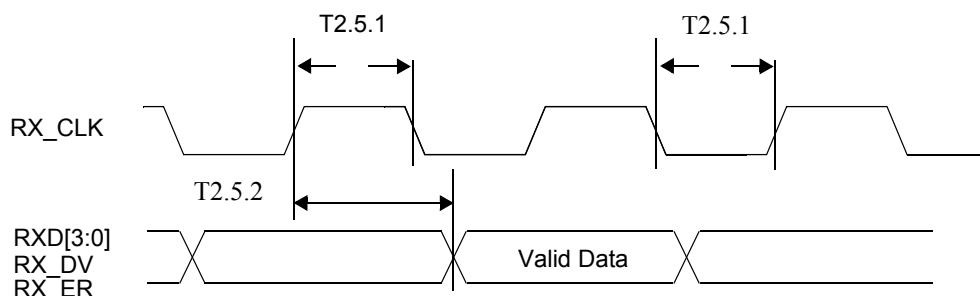 T2.5.1
T2.5.1
RX_CLK
T2.5.2
RXD[3:0]
RX_DV
Valid Data
RX_ER